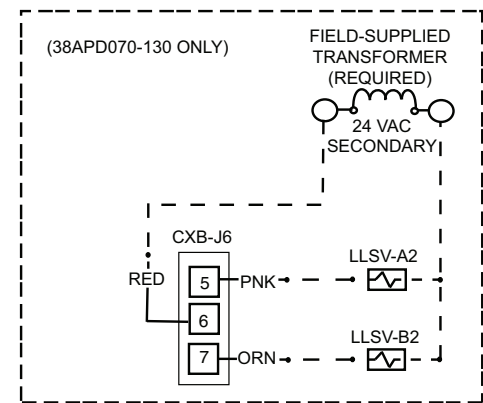 (38APD070-130 ONLY)
FIELD-SUPPLIED
TRANSFORMER
(REQUIRED)
24 VAC
SECONDARY
CXB-J6
RED
5
PNK
LLSV-A2
6
7
ORN
LLSV-B2